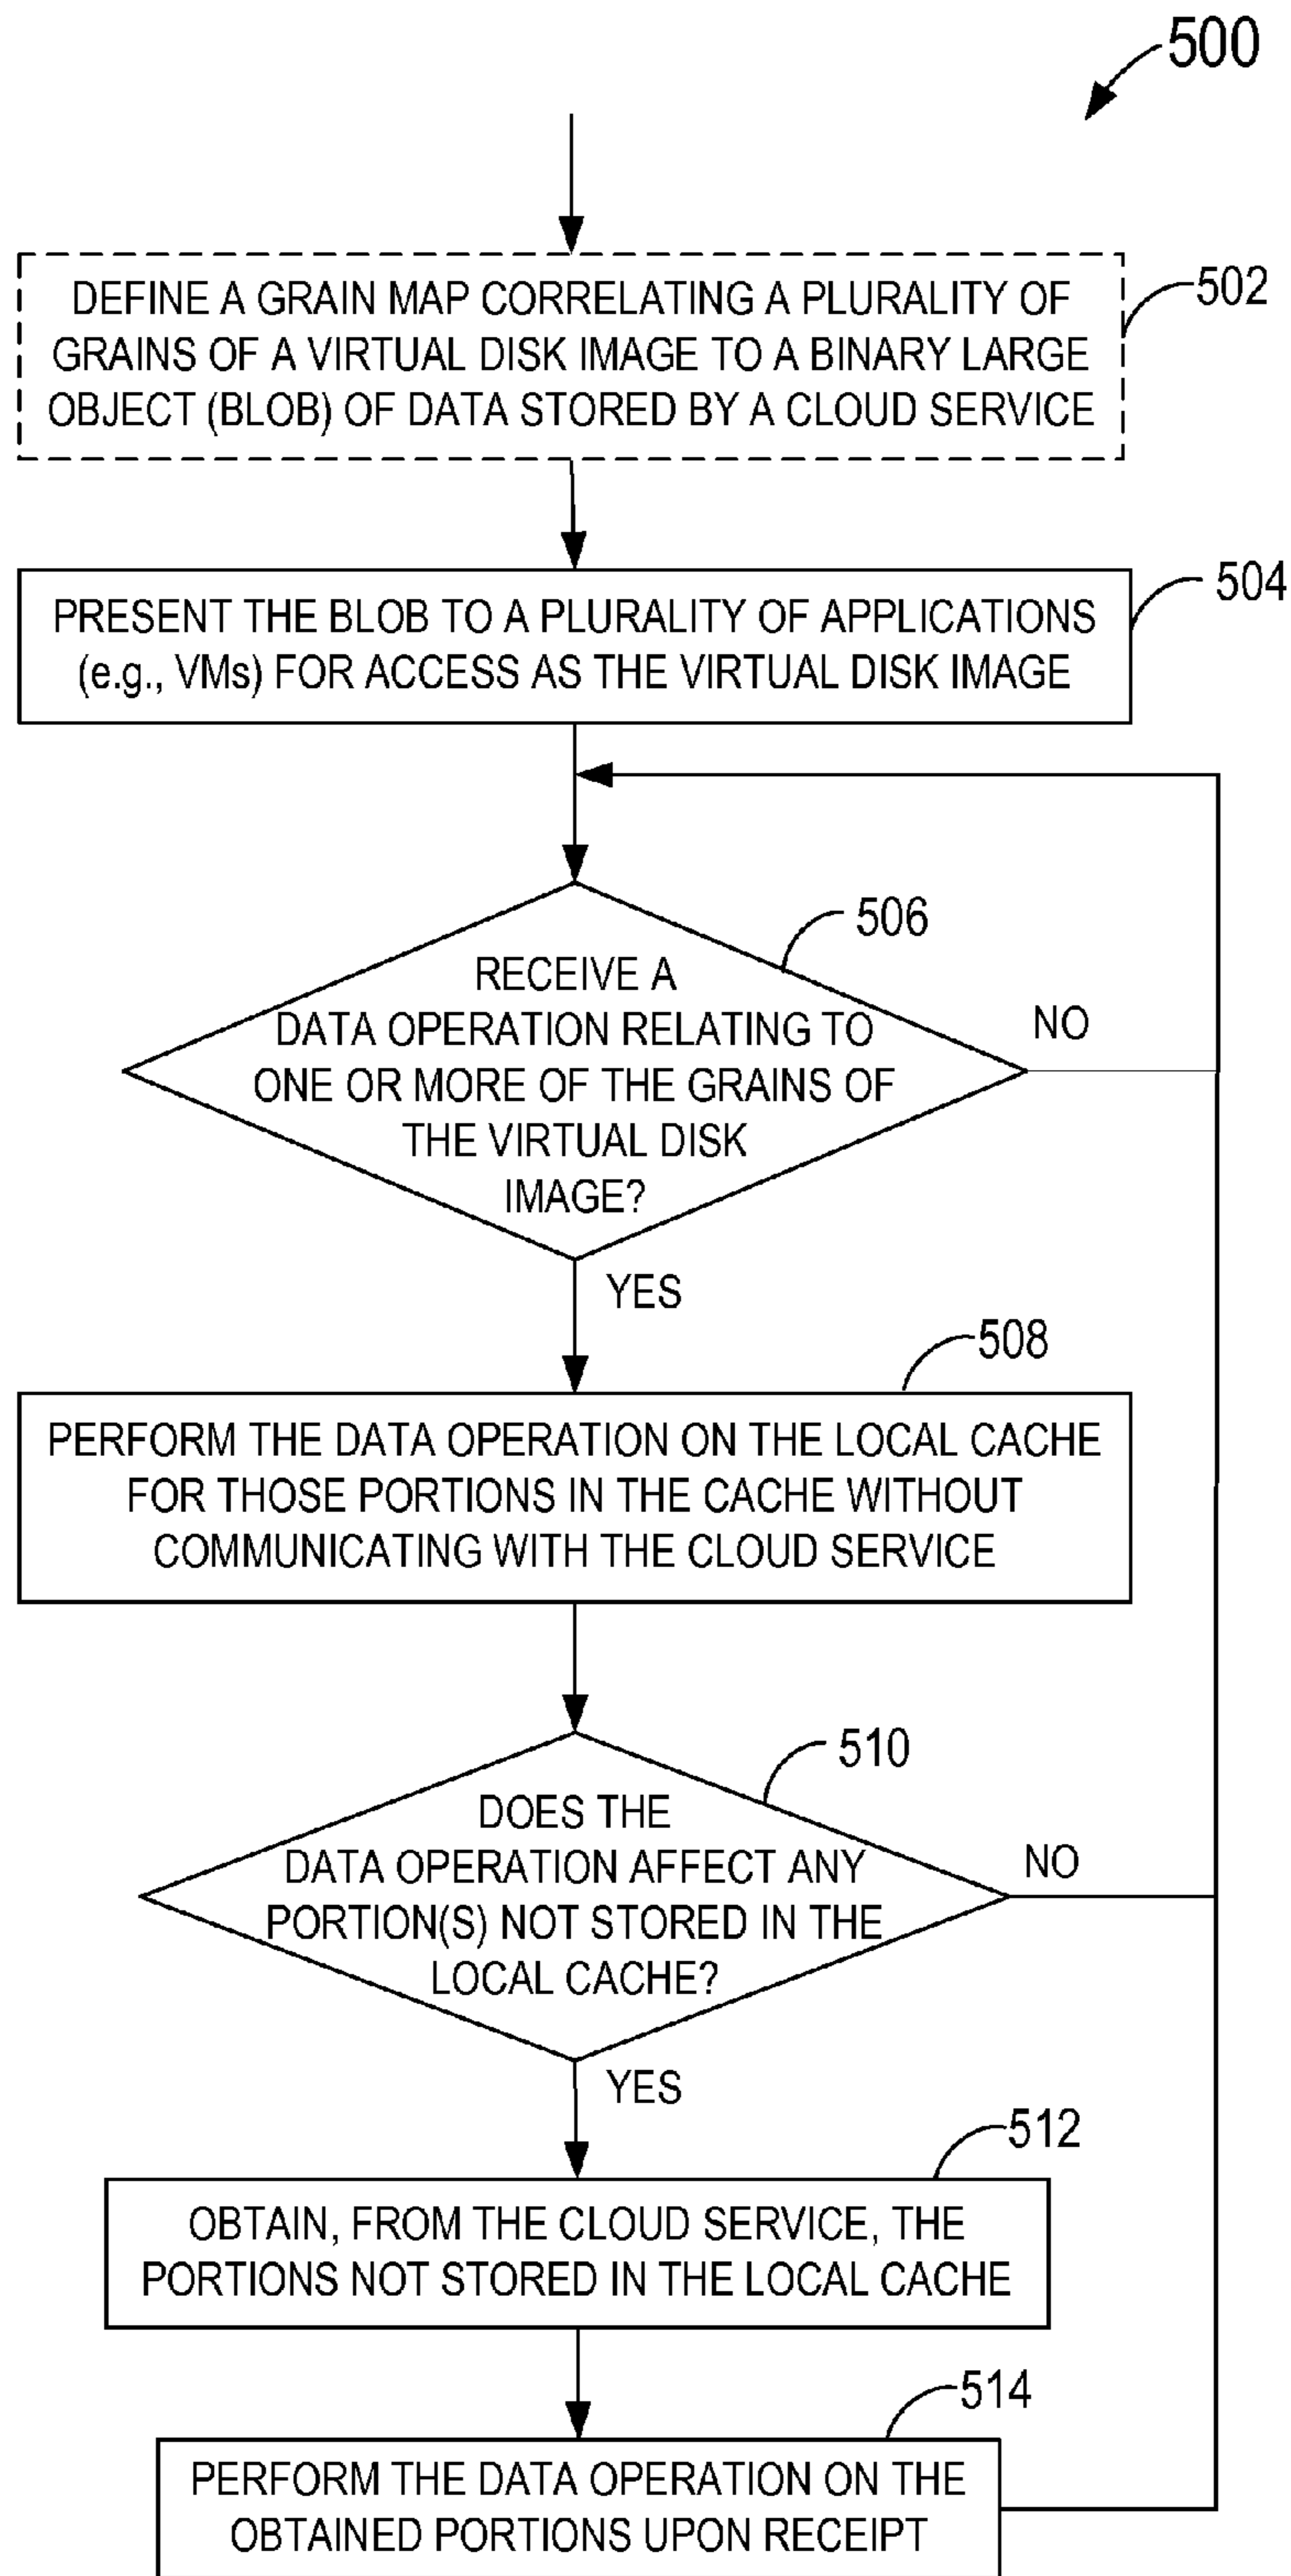 500
DEFINE A GRAIN MAP CORRELATING A PLURALITY OF
GRAINS OF A VIRTUAL DISK IMAGE TO A BINARY LARGE
OBJECT (BLOB) OF DATA STORED BY A CLOUD SERVICE
502
PRESENT THE BLOB TO A PLURALITY OF APPLICATIONS
(e.g., VMs) FOR ACCESS AS THE VIRTUAL DISK IMAGE
504
RECEIVE A
DATA OPERATION RELATING TO
ONE OR MORE OF THE GRAINS OF
THE VIRTUAL DISK
IMAGE?
506
NO
YES
508
PERFORM THE DATA OPERATION ON THE LOCAL CACHE
FOR THOSE PORTIONS IN THE CACHE WITHOUT
COMMUNICATING WITH THE CLOUD SERVICE
510
DOES THE
DATA OPERATION AFFECT ANY
PORTION(S) NOT STORED IN THE
LOCAL CACHE?
NO
YES
512
OBTAIN, FROM THE CLOUD SERVICE, THE
PORTIONS NOT STORED IN THE LOCAL CACHE
514
PERFORM THE DATA OPERATION ON THE
OBTAINED PORTIONS UPON RECEIPT